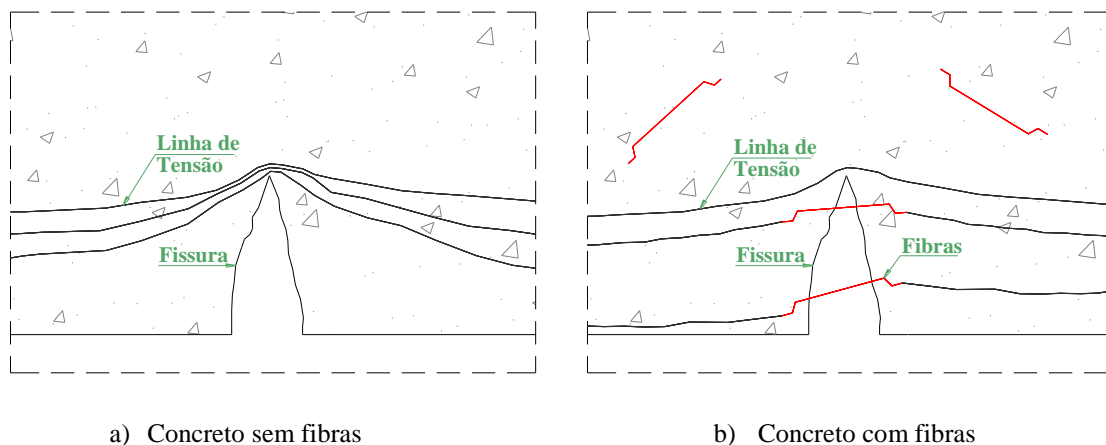 Linha de
Tensão
Fissura
Linha de
Tensão
Fissura
Fibras
a) Concreto sem fibras
b) Concreto com fibras